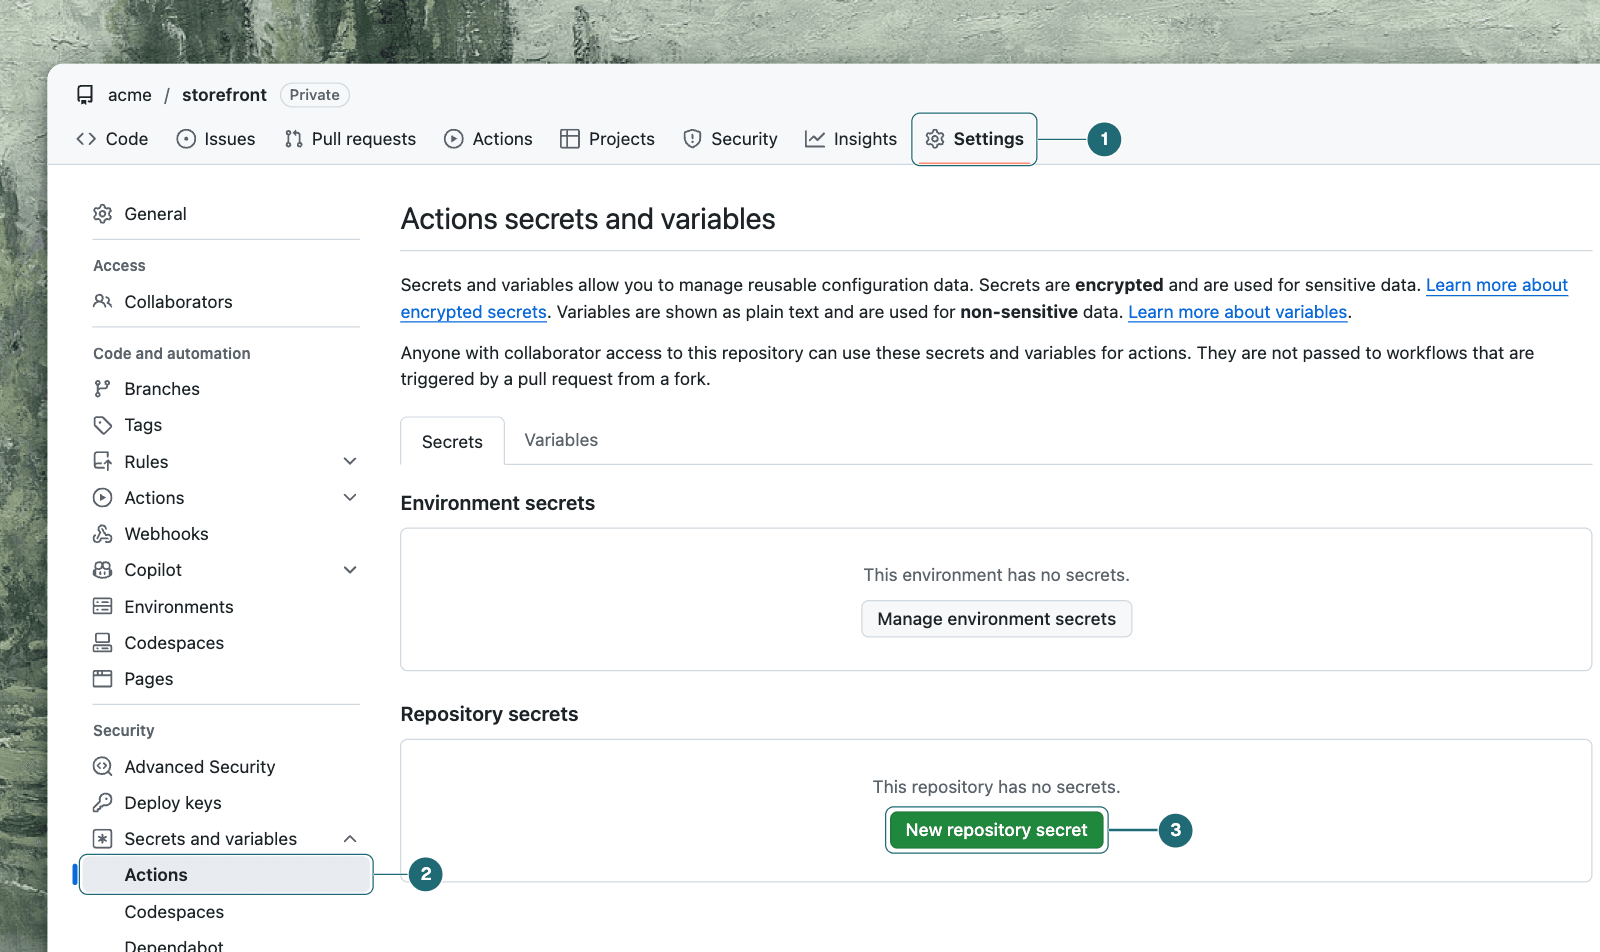 acme / storefront Private
Code Issues Pull requests Actions Projects Security Insights Settings 1
General
Access
Collaborators
Code and automation
Branches
Tags
Rules
Actions
Webhooks
Copilot
Environments
Codespaces
Pages
Security
Advanced Security
Deploy keys
Secrets and variables
Actions 2
Codespaces
Dependabot
Actions secrets and variables
Secrets and variables allow you to manage reusable configuration data. Secrets are encrypted and are used for sensitive data. Learn more about
encrypted secrets. Variables are shown as plain text and are used for non-sensitive data. Learn more about variables.
Anyone with collaborator access to this repository can use these secrets and variables for actions. They are not passed to workflows that are
triggered by a pull request from a fork.
Secrets Variables
Environment secrets
This environment has no secrets.
Manage environment secrets
Repository secrets
This repository has no secrets.
New repository secret 3